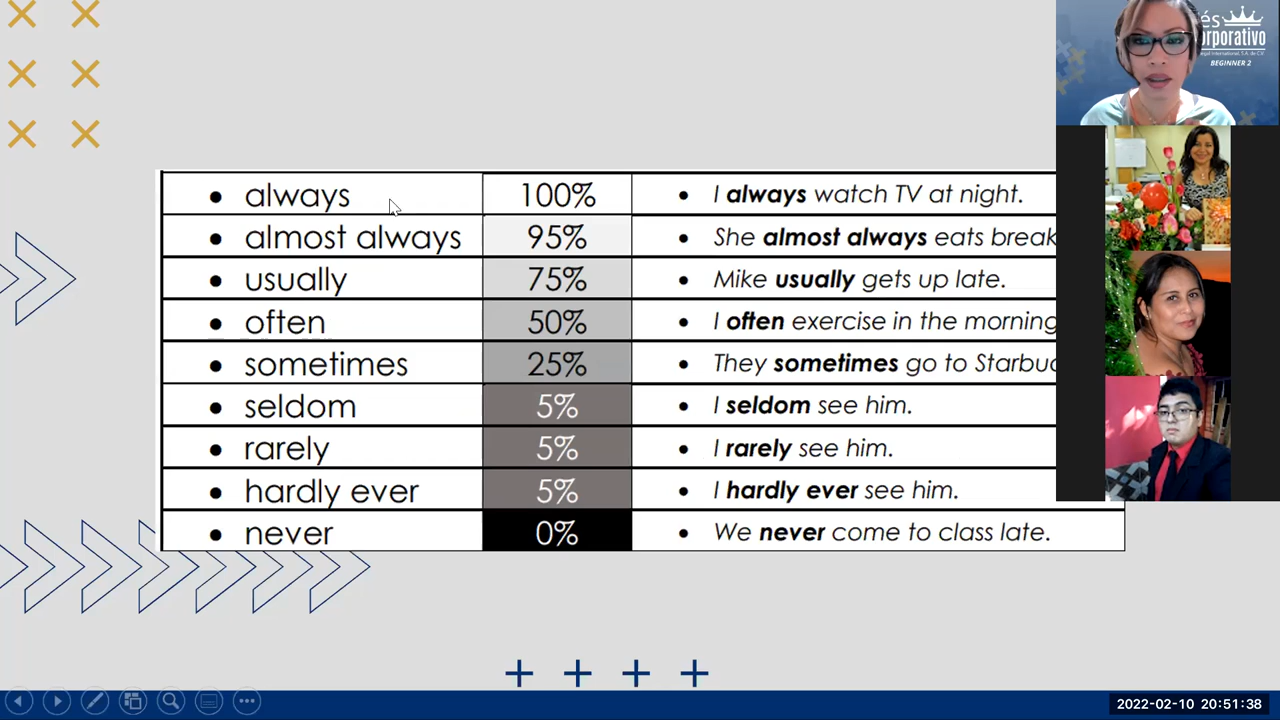 és
orporativo
BEGINNER 2
• always 100% • I always watch TV at night.
• almost always 95% • She almost always eats break
• usually 75% • Mike usually gets up late.
• often 50% • I often exercise in the morning
• sometimes 25% • They sometimes go to Starbuc
• seldom 5% • I seldom see him.
• rarely 5% • I rarely see him.
• hardly ever 5% • I hardly ever see him.
• never 0% • We never come to class late.
2022-02-10 20:51:38